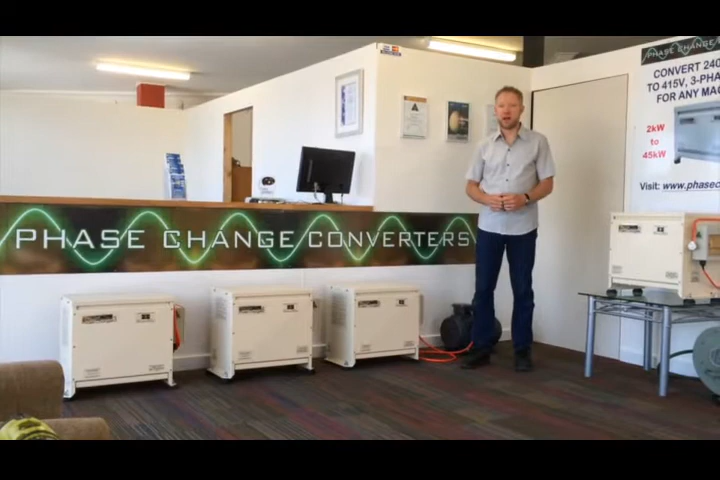 PHASE CHANGE CONVERTERS
PHASE CHANGE
CONVERT 240
TO 415V, 3-PHA
FOR ANY MAC
2kW
to
45kW
Visit: www.phasec